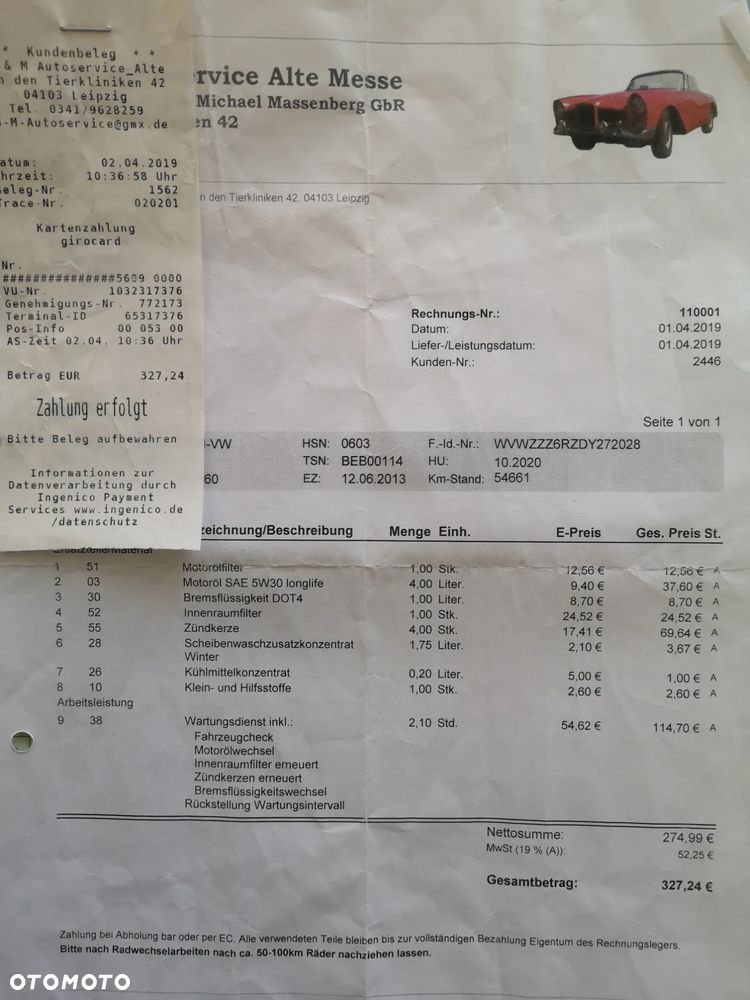 * Kundenbeleg * *
& M Autoservice_Alte
n den Tierkliniken 42
04103 Leipzig
Tel. 0341/9628259
-M-Autoservice@gmx.de
atum: 02.04.2019
hrzeit: 10:36:58 Uhr
eleg-Nr. 1562
Trace-Nr. 020201
Kartenzahlung
girocard
Nr.
###############5609 0000
VU-Nr. 1032317376
Genehmigungs-Nr. 772173
Terminal-ID 65317376
Pos-Info 00 053 00
AS-Zeit 02.04. 10:36 Uhr
Betrag EUR 327,24
Zahlung erfolgt
Bitte Beleg aufbewahren
Informationen zur
Datenverarbeitung durch
Ingenico Payment
Services www.ingenico.de
/datenschutz
rvice Alte Messe
Michael Massenberg GbR
en 42
n den Tierkliniken 42, 04103 Leipzig
Rechnungs-Nr.: 110001
Datum: 01.04.2019
Liefer-/Leistungsdatum: 01.04.2019
Kunden-Nr.: 2446
Seite 1 von 1
-VW HSN: 0603 F.-Id.-Nr.: WVWZZZ6RZDY272028
TSN: BEB00114 HU: 10.2020
60 EZ: 12.06.2013 Km-Stand: 54661
zeichnung/Beschreibung Menge Einh. E-Preis Ges. Preis St.
Ersatzteile/Material
1 51 Motorölfilter 1,00 Stk. 12,56 € 12,56 € A
2 03 Motoröl SAE 5W30 longlife 4,00 Liter. 9,40 € 37,60 € A
3 30 Bremsflüssigkeit DOT4 1,00 Liter. 8,70 € 8,70 € A
4 52 Innenraumfilter 1,00 Stk. 24,52 € 24,52 € A
5 55 Zündkerze 4,00 Stk. 17,41 € 69,64 € A
6 28 Scheibenwaschzusatzkonzentrat 1,75 Liter. 2,10 € 3,67 € A
Winter
7 26 Kühlmittelkonzentrat 0,20 Liter. 5,00 € 1,00 € A
8 10 Klein- und Hilfsstoffe 1,00 Stk. 2,60 € 2,60 € A
Arbeitsleistung
9 38 Wartungsdienst inkl.: 2,10 Std. 54,62 € 114,70 € A
Fahrzeugcheck
Motorölwechsel
Innenraumfilter erneuert
Zündkerzen erneuert
Bremsflüssigkeitswechsel
Rückstellung Wartungsintervall
Nettosumme: 274,99 €
MwSt (19 % (A)): 52,25 €
Gesamtbetrag: 327,24 €
Zahlung bei Abholung bar oder per EC. Alle verwendeten Teile bleiben bis zur vollständigen Bezahlung Eigentum des Rechnungslegers.
Bitte nach Radwechselarbeiten nach ca. 50-100km Räder nachziehen lassen.
OTOMOTO